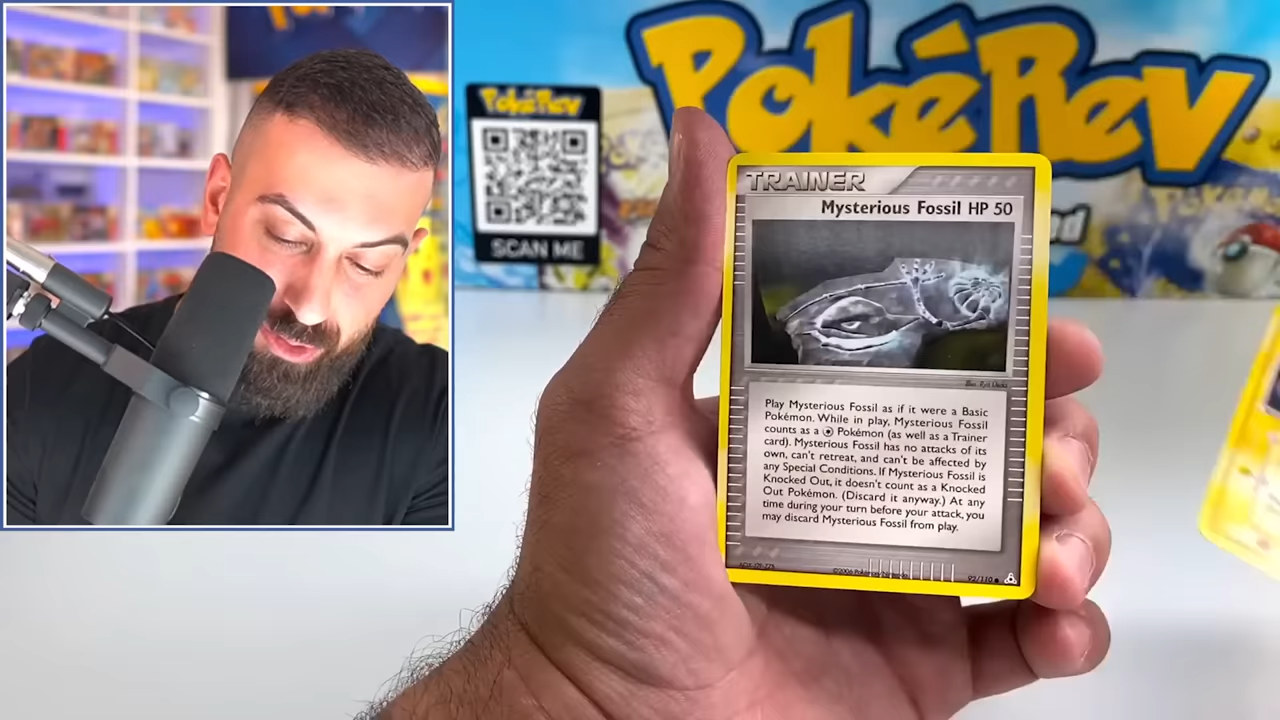 PokéRev
SCAN ME
PokéRev
TRAINER
Mysterious Fossil HP 50
Play Mysterious Fossil as if it were a Basic
Pokémon. While in play, Mysterious Fossil
counts as a Pokémon (as well as a Trainer
card). Mysterious Fossil has no attacks of its
own, can't retreat, and can't be affected by
any Special Conditions. If Mysterious Fossil is
Knocked Out, it doesn't count as a Knocked
Out Pokémon. (Discard it anyway.) At any
time during your turn before your attack, you
may discard Mysterious Fossil from play.
©2006 Pokémon
92/110